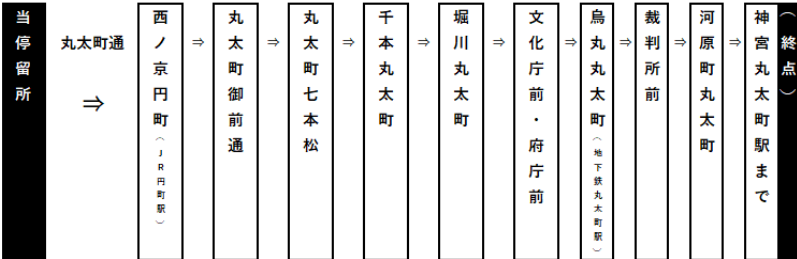 当停留所
丸太町通
⇒
西ノ京円町（ＪＲ円町駅）
⇒
丸太町御前通
⇒
丸太町七本松
⇒
千本丸太町
⇒
堀川丸太町
⇒
文化庁前・府庁前
⇒
烏丸丸太町（地下鉄丸太町駅）
⇒
裁判所前
⇒
河原町丸太町
⇒
神宮丸太町駅まで
（終点）